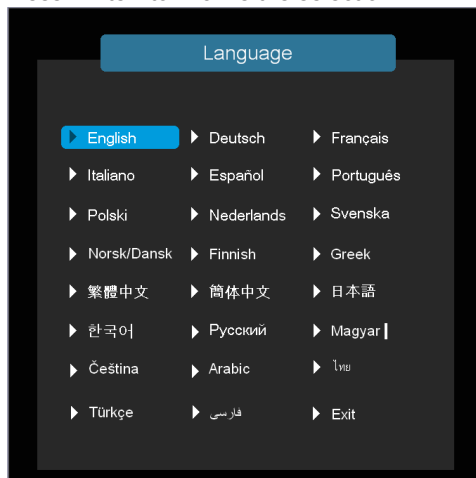 Language
English Deutsch Français
Italiano Español Português
Polski Nederlands Svenska
Norsk/Dansk Finnish Greek
繁體中文 簡体中文 日本語
한국어 Русский Magyar
Čeština Arabic ไทย
Türkçe فارسی Exit